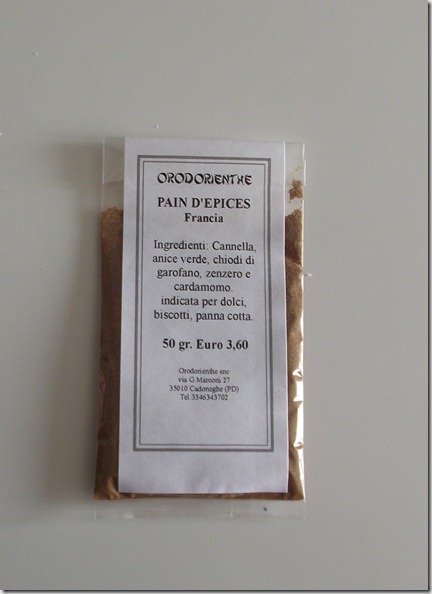 ORODORIENTHE
PAIN D'EPICES
Francia
Ingredienti: Cannella,
anice verde, chiodi di
garofano, zenzero e
cardamomo.
indicata per dolci,
biscotti, panna cotta.
50 gr. Euro 3,60
Orodorienthe snc
via G.Marconi 27
35010 Cadoneghe (PD)
Tel.3346343702